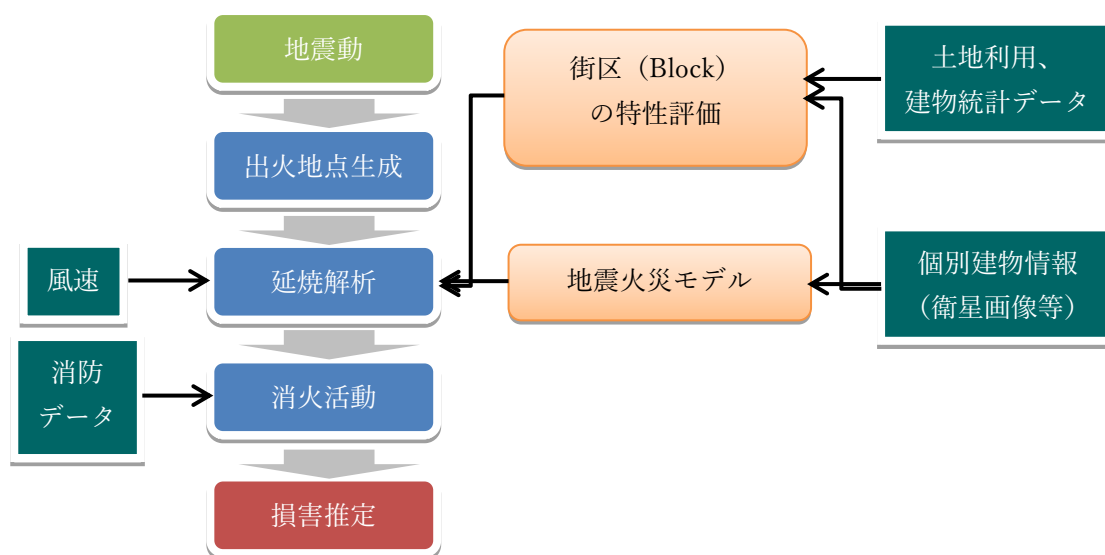 地震動
出火地点生成
延焼解析
消火活動
損害推定
風速
消防
データ
街区（Block）
の特性評価
地震火災モデル
土地利用、
建物統計データ
個別建物情報
（衛星画像等）